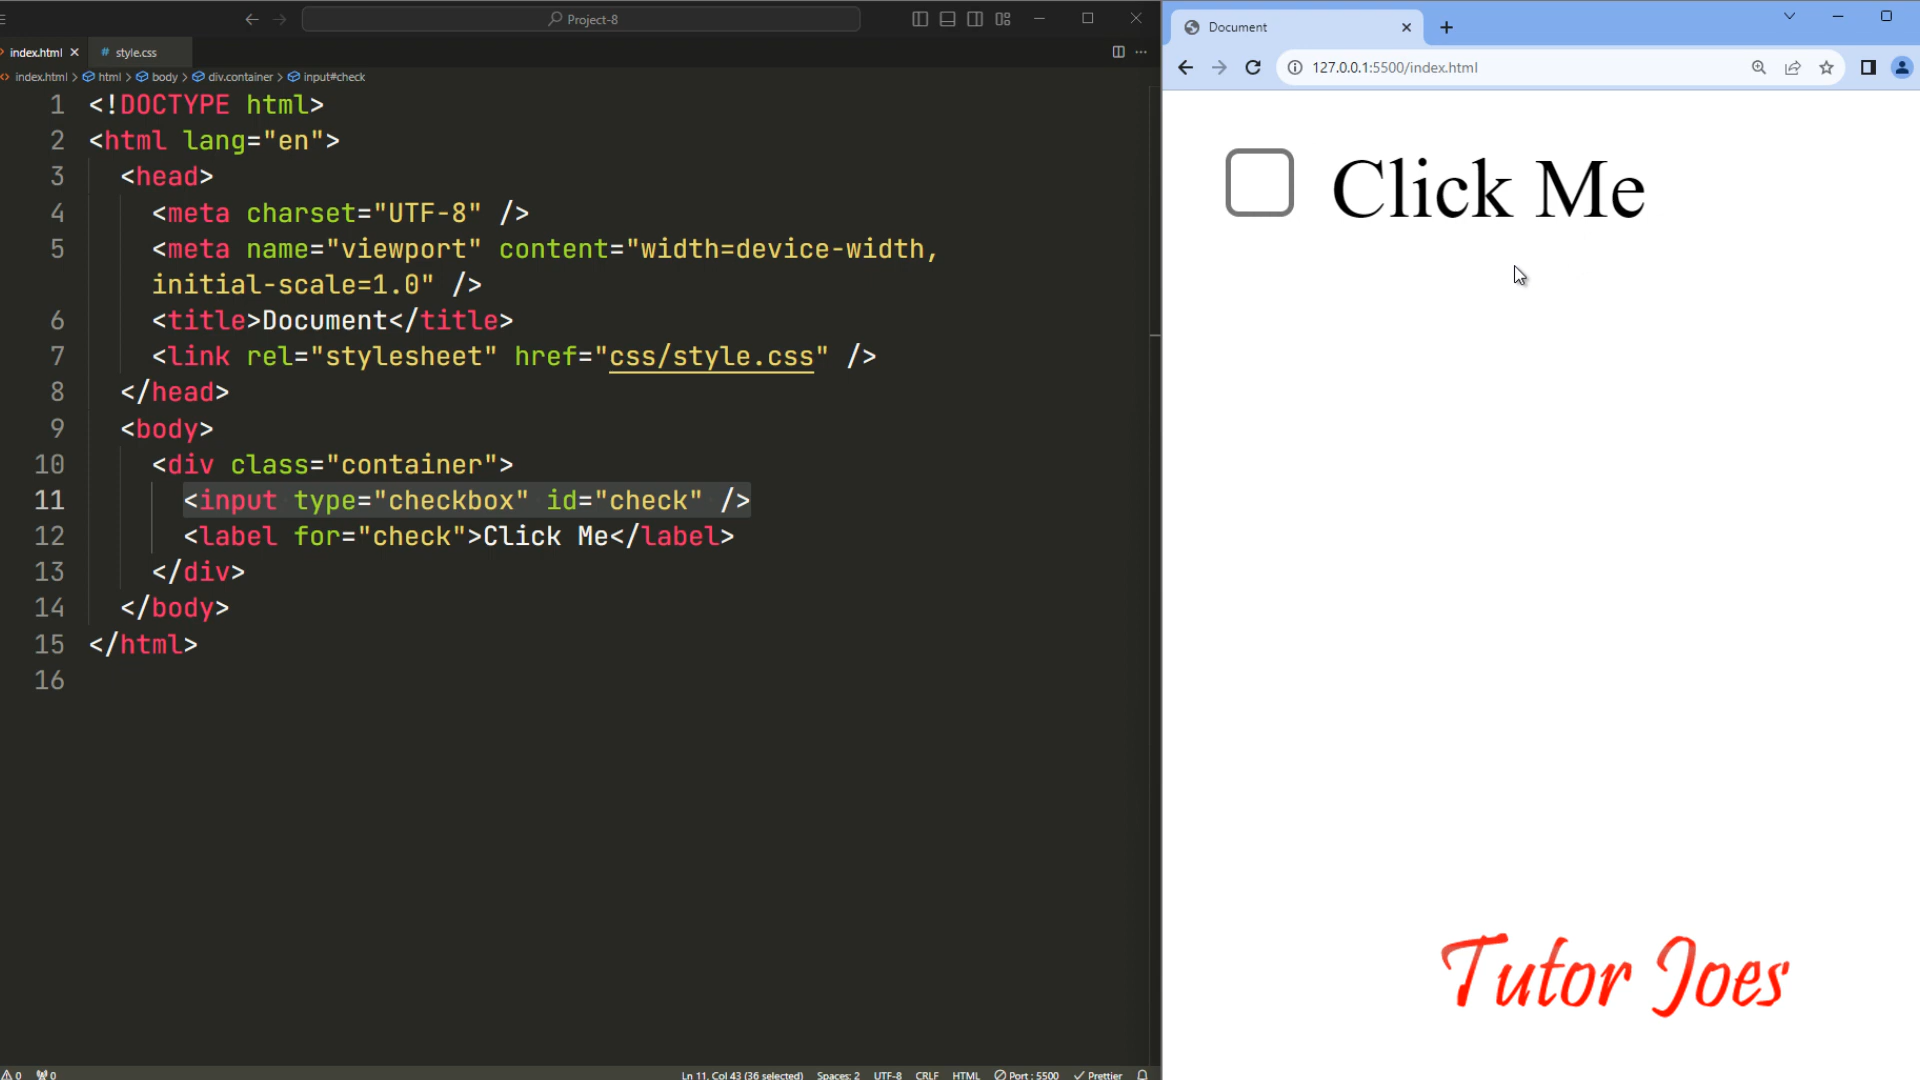 Project-8
index.html
# style.css
index.html > html > body > div.container > input#check
1 <!DOCTYPE html>
2 <html lang="en">
3 <head>
4 <meta charset="UTF-8" />
5 <meta name="viewport" content="width=device-width,
initial-scale=1.0" />
6 <title>Document</title>
7 <link rel="stylesheet" href="css/style.css" />
8 </head>
9 <body>
10 <div class="container">
11 <input type="checkbox" id="check" />
12 <label for="check">Click Me</label>
13 </div>
14 </body>
15 </html>
16
0 0 Ln 11, Col 43 (36 selected) Spaces: 2 UTF-8 CRLF HTML Port : 5500 Prettier
Document
127.0.0.1:5500/index.html
Click Me
Tutor Joes